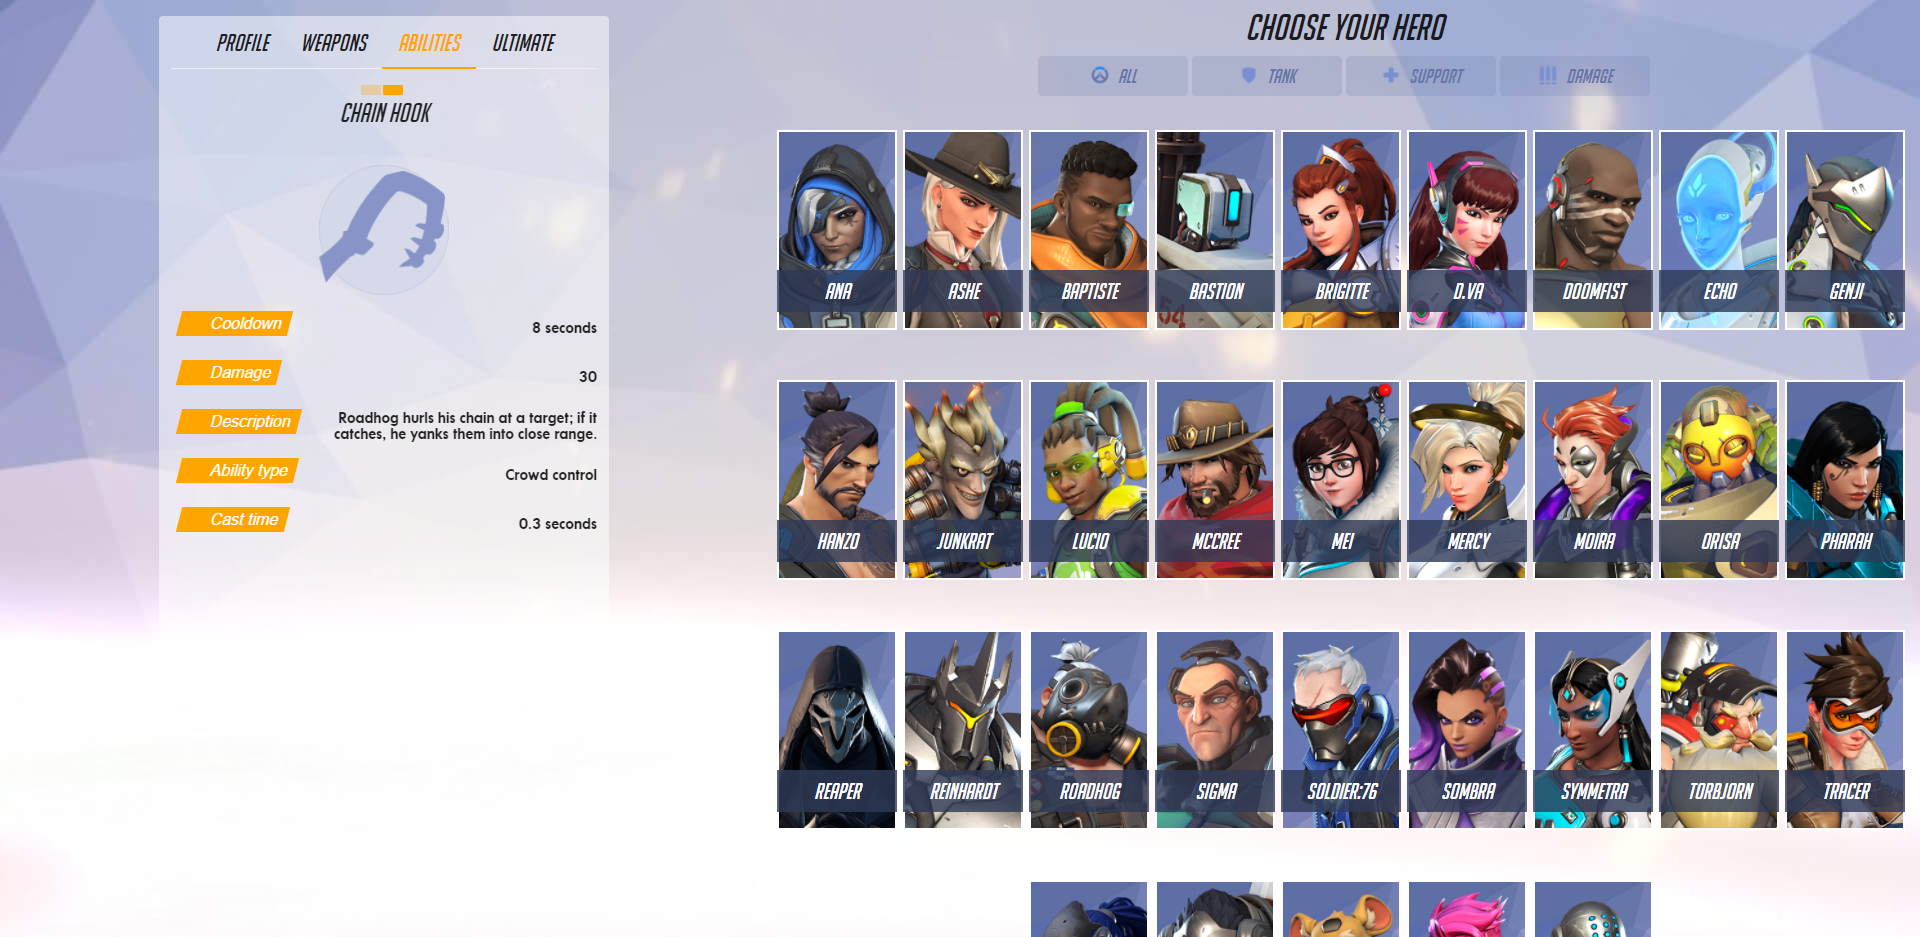 PROFILE
WEAPONS
ABILITIES
ULTIMATE
CHAIN HOOK
Cooldown
8 seconds
Damage
30
Description
Roadhog hurls his chain at a target; if it
catches, he yanks them into close range.
Ability type
Crowd control
Cast time
0.3 seconds
CHOOSE YOUR HERO
ALL
TANK
SUPPORT
DAMAGE
ANA
ASHE
BAPTISTE
54
BASTION
BRIGITTE
D.VA
DOOMFIST
ECHO
GENJI
HANZO
JUNKRAT
LUCIO
MCCREE
MEI
MERCY
MOIRA
ORISA
PHARAH
REAPER
REINHARDT
ROADHOG
SIGMA
SOLDIER:76
SOMBRA
SYMMETRA
TORBJORN
TRACER